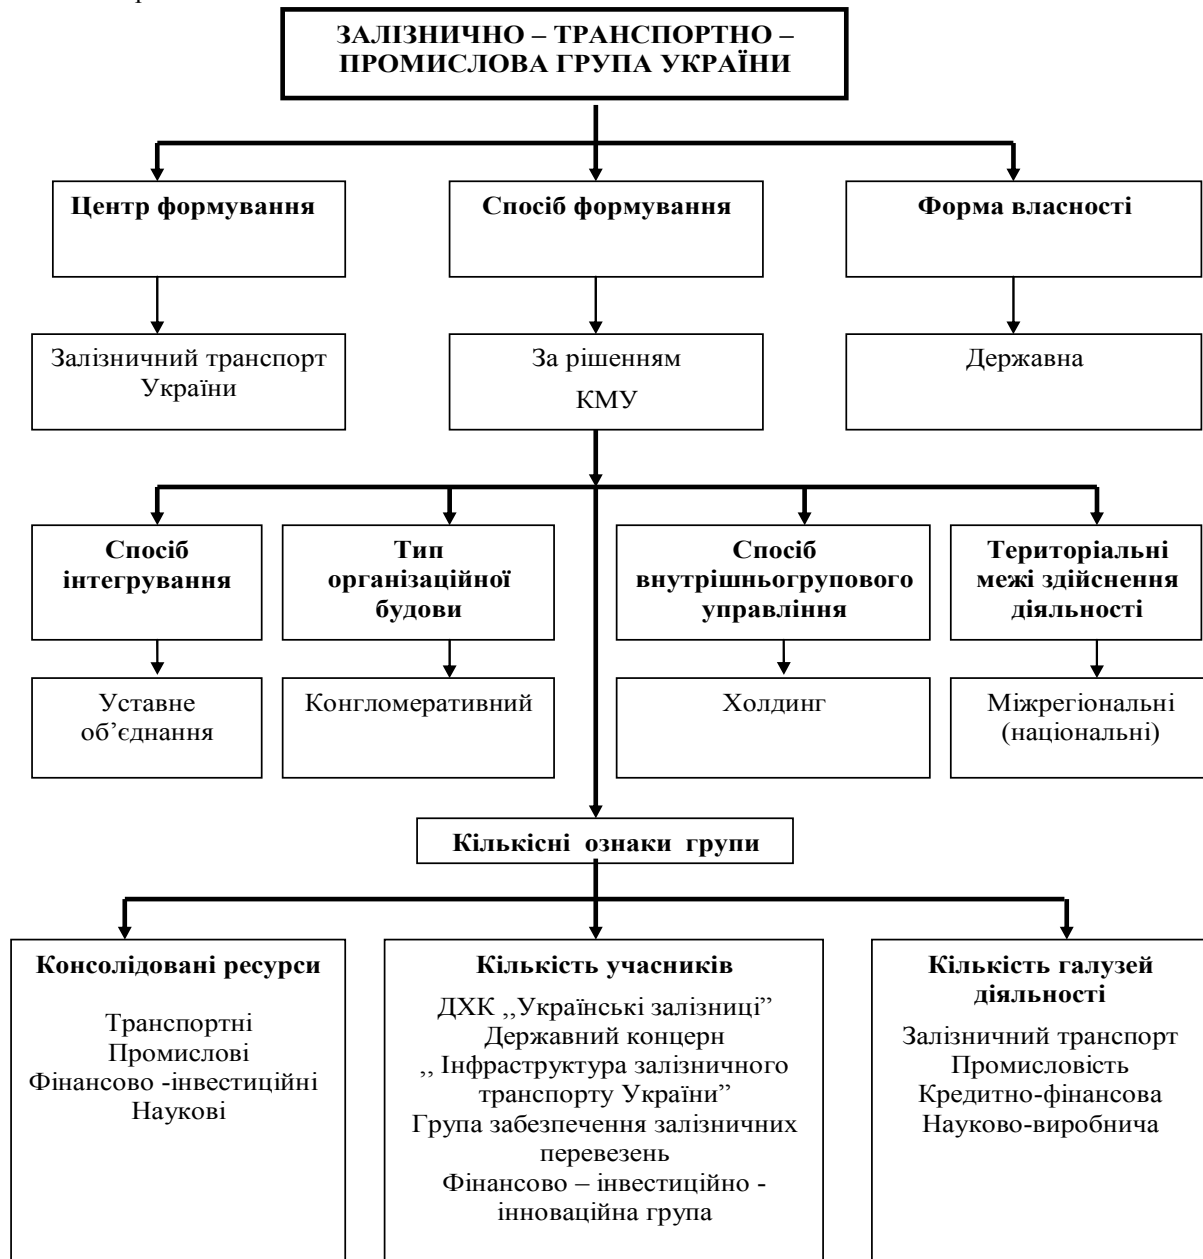 ЗАЛІЗНИЧНО – ТРАНСПОРТНО –
ПРОМИСЛОВА ГРУПА УКРАЇНИ
Центр формування
Спосіб формування
Форма власності
Залізничний транспорт
України
За рішенням
КМУ
Державна
Спосіб
інтегрування
Тип
організаційної
будови
Спосіб
внутрішньогрупового
управління
Територіальні
межі здійснення
діяльності
Уставне
об’єднання
Конгломеративний
Холдинг
Міжрегіональні
(національні)
Кількісні ознаки групи
Консолідовані ресурси
Транспортні
Промислові
Фінансово -інвестиційні
Наукові
Кількість учасників
ДХК ,,Українські залізниці”
Державний концерн
,, Інфраструктура залізничного
транспорту України”
Група забезпечення залізничних
перевезень
Фінансово – інвестиційно -
інноваційна група
Кількість галузей
діяльності
Залізничний транспорт
Промисловість
Кредитно-фінансова
Науково-виробнича